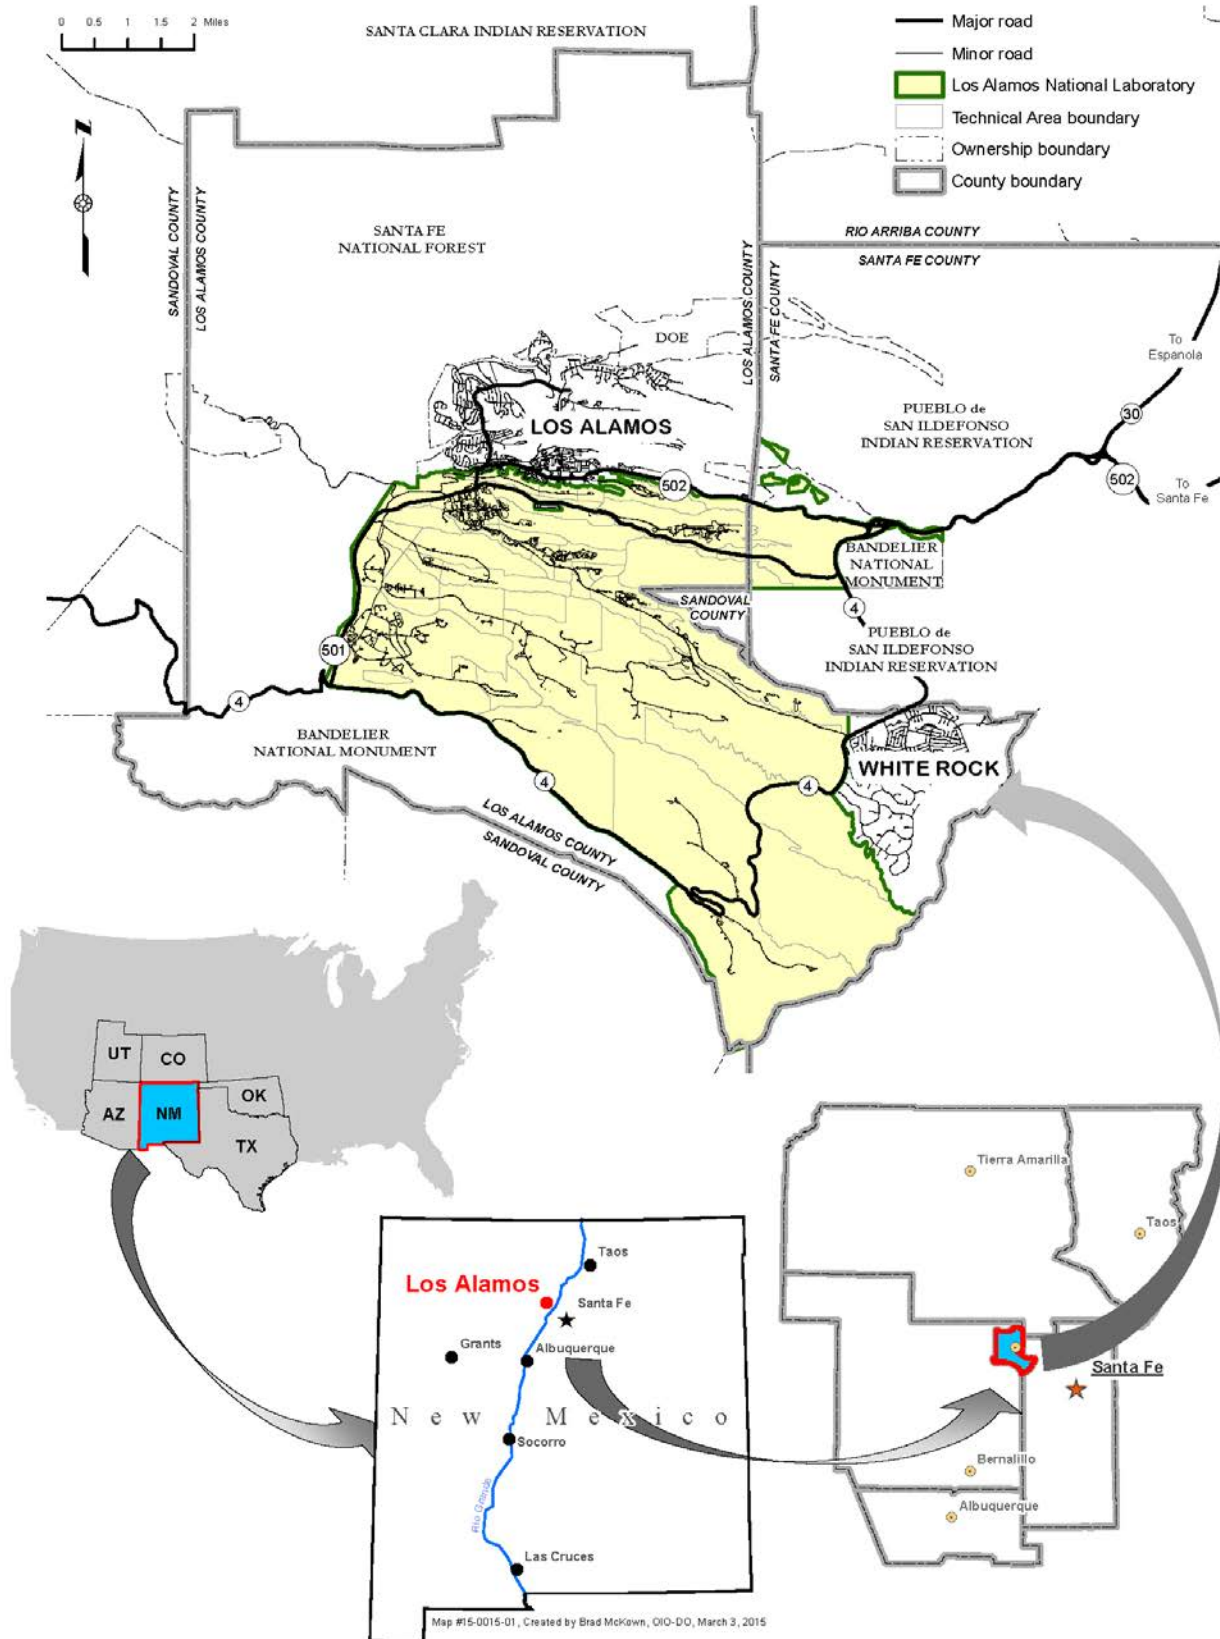 0 0.5 1 1.5 2 Miles
SANTA CLARA INDIAN RESERVATION
Major road
Minor road
Los Alamos National Laboratory
Technical Area boundary
Ownership boundary
County boundary
N
SANDOVAL COUNTY
LOS ALAMOS COUNTY
SANTA FE
NATIONAL FOREST
LOS ALAMOS COUNTY
SANTA FE COUNTY
RIO ARRIBA COUNTY
SANTA FE COUNTY
DOE
To
Espanola
30
PUEBLO de
SAN ILDEFONSO
INDIAN RESERVATION
LOS ALAMOS
502
502
To
Santa Fe
BANDELIER
NATIONAL
MONUMENT
SANDOVAL
COUNTY
4
PUEBLO de
SAN ILDEFONSO
INDIAN RESERVATION
501
4
BANDELIER
NATIONAL MONUMENT
WHITE ROCK
4
4
LOS ALAMOS COUNTY
SANDOVAL COUNTY
UT
CO
AZ
NM
OK
TX
Taos
Los Alamos
Santa Fe
Grants
Albuquerque
New Mexico
Socorro
Rio Grande
Las Cruces
Tierra Amarilla
Taos
Santa Fe
Bernalillo
Albuquerque
Map #15-0015-01, Created by Brad McKown, OIO-DO, March 3, 2015